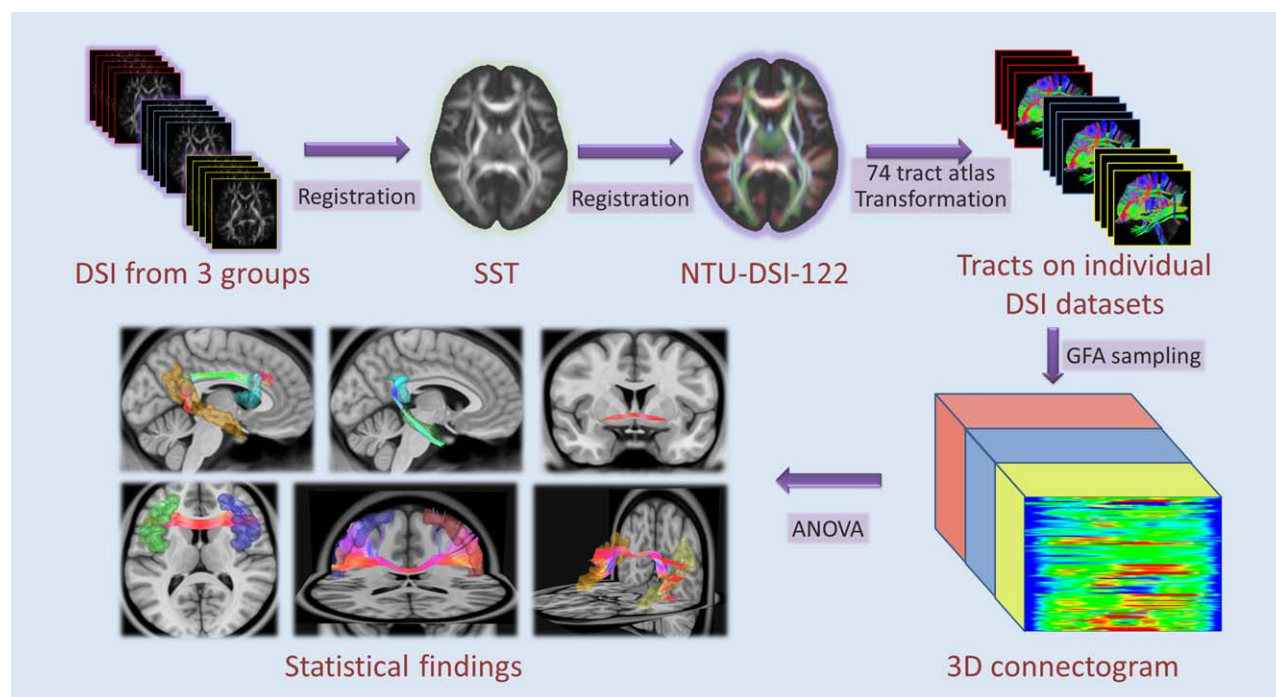 Registration
Registration
74 tract atlas
Transformation
DSI from 3 groups
SST
NTU-DSI-122
Tracts on individual
DSI datasets
GFA sampling
ANOVA
Statistical findings
3D connectogram